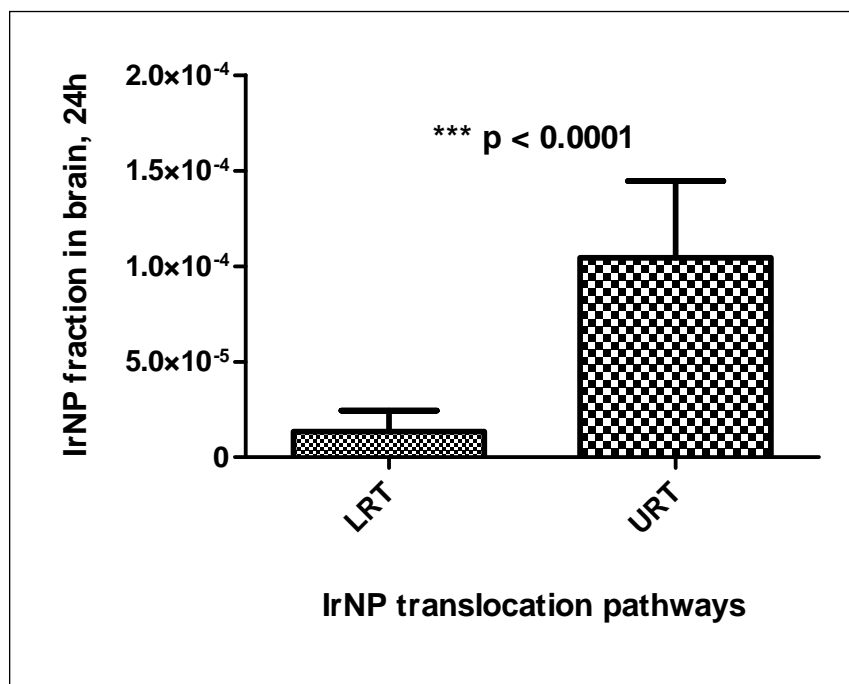 IrNP fraction in brain, 24h
2.0×10⁻⁴
1.5×10⁻⁴
1.0×10⁻⁴
5.0×10⁻⁵
0
*** p < 0.0001
LRT
URT
IrNP translocation pathways